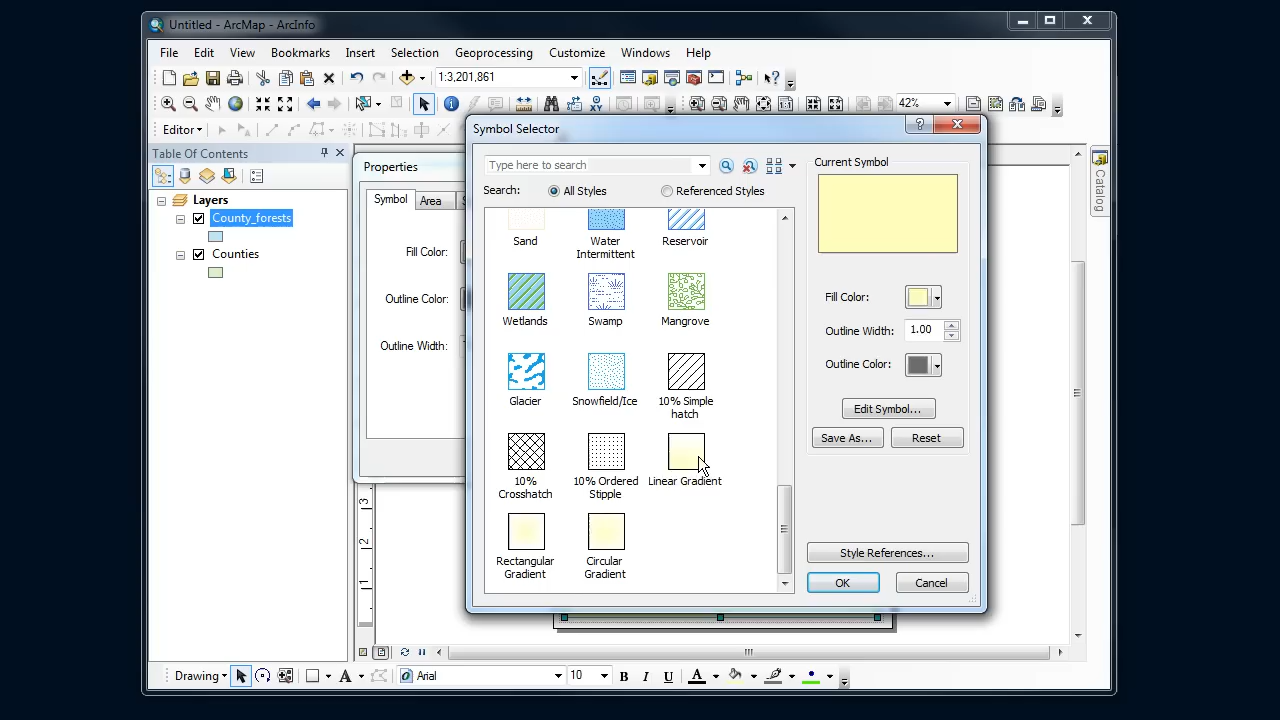 Untitled - ArcMap - ArcInfo
File Edit View Bookmarks Insert Selection Geoprocessing Customize Windows Help
1:3,201,861
42%
Editor
Table Of Contents
Layers
County_forests
Counties
Properties
Symbol Area
Fill Color:
Outline Color:
Outline Width:
Symbol Selector
Type here to search
Search: All Styles Referenced Styles
Sand Water Intermittent Reservoir
Wetlands Swamp Mangrove
Glacier Snowfield/Ice 10% Simple hatch
10% Crosshatch 10% Ordered Stipple Linear Gradient
Rectangular Gradient Circular Gradient
Current Symbol
Fill Color:
Outline Width: 1.00
Outline Color:
Edit Symbol...
Save As... Reset
Style References...
OK Cancel
Catalog
3
2
1
Drawing Arial 10 B I U A